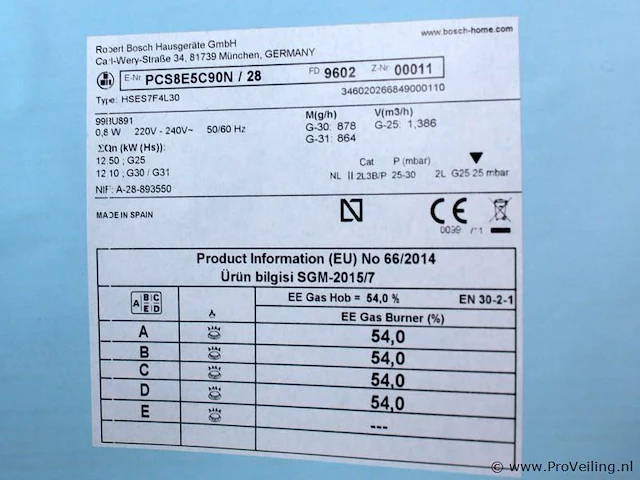 Robert Bosch Hausgeräte GmbH
Carl-Wery-Straße 34, 81739 München, GERMANY
www.bosch-home.com
E-Nr PCS8E5C90N / 28 FD 9602 Z-Nr 00011
Type: HSES7F4L30 346020266849000110
99BU891
0,8 W 220V - 240V~ 50/60 Hz
ΣQn (kW (Hs):
12.50 ; G25
12.10 ; G30 / G31
NIF: A-28-893550
M(g/h) V(m3/h)
G-30: 878 G-25: 1,386
G-31: 864
Cat P (mbar)
NL II 2L3B/P 25-30 2L G25 25 mbar
MADE IN SPAIN
N
CE
0099
Product Information (EU) No 66/2014
Ürün bilgisi SGM-2015/7
A B C E D
EE Gas Hob = 54,0 % EN 30-2-1
EE Gas Burner (%)
A 54,0
B 54,0
C 54,0
D 54,0
E ---
© www.ProVeiling.nl